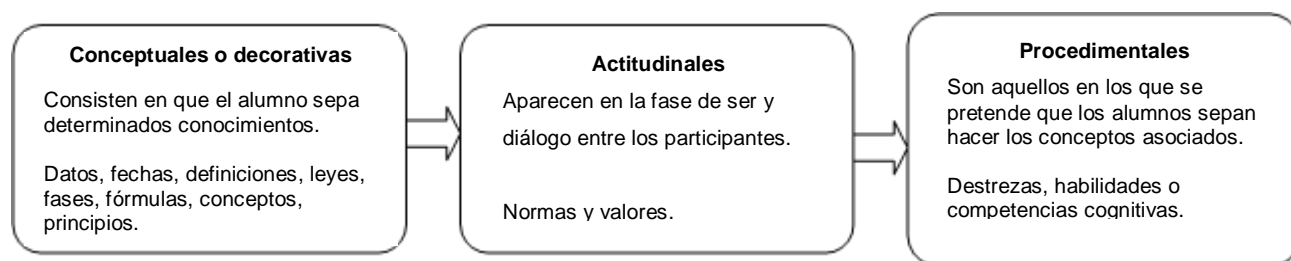 Conceptuales o decorativas
Consisten en que el alumno sepa
determinados conocimientos.
Datos, fechas, definiciones, leyes,
fases, fórmulas, conceptos,
principios.
Actitudinales
Aparecen en la fase de ser y
diálogo entre los participantes.
Normas y valores.
Procedimentales
Son aquellos en los que se
pretende que los alumnos sepan
hacer los conceptos asociados.
Destrezas, habilidades o
competencias cognitivas.